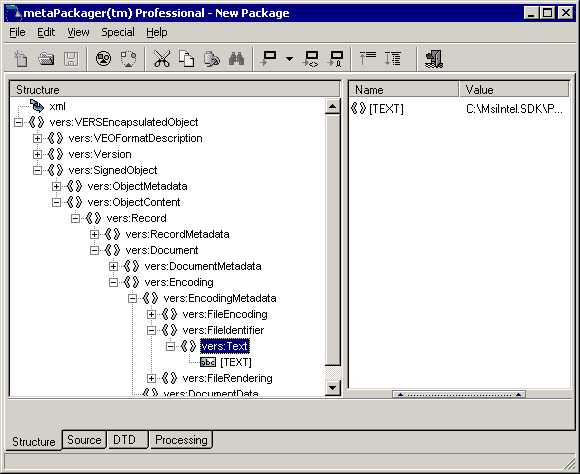 metaPackager(tm) Professional - New Package
File Edit View Special Help
Structure
xml
vers:VERSEncapsulatedObject
vers:VEOFormatDescription
vers:Version
vers:SignedObject
vers:ObjectMetadata
vers:ObjectContent
vers:Record
vers:RecordMetadata
vers:Document
vers:DocumentMetadata
vers:Encoding
vers:EncodingMetadata
vers:FileEncoding
vers:FileIdentifier
vers:Text
abc [TEXT]
vers:FileRendering
vers:DocumentData
Name Value
[TEXT] C:\MsiIntel.SDK\P...
Structure Source DTD Processing